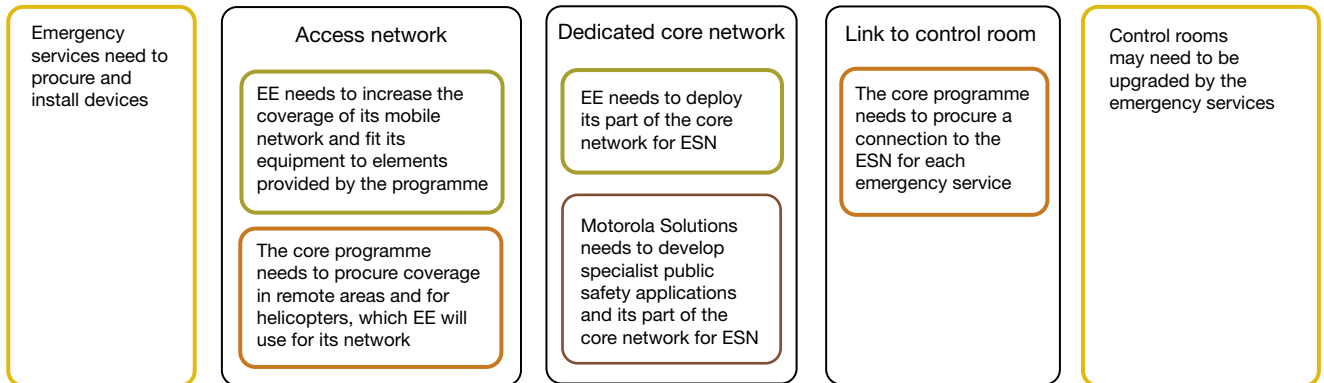 Emergency
services need to
procure and
install devices
Access network
EE needs to increase the
coverage of its mobile
network and fit its
equipment to elements
provided by the programme
The core programme
needs to procure coverage
in remote areas and for
helicopters, which EE will
use for its network
Dedicated core network
EE needs to deploy
its part of the core
network for ESN
Motorola Solutions
needs to develop
specialist public
safety applications
and its part of the
core network for ESN
Link to control room
The core programme
needs to procure a
connection to the
ESN for each
emergency service
Control rooms
may need to be
upgraded by the
emergency services